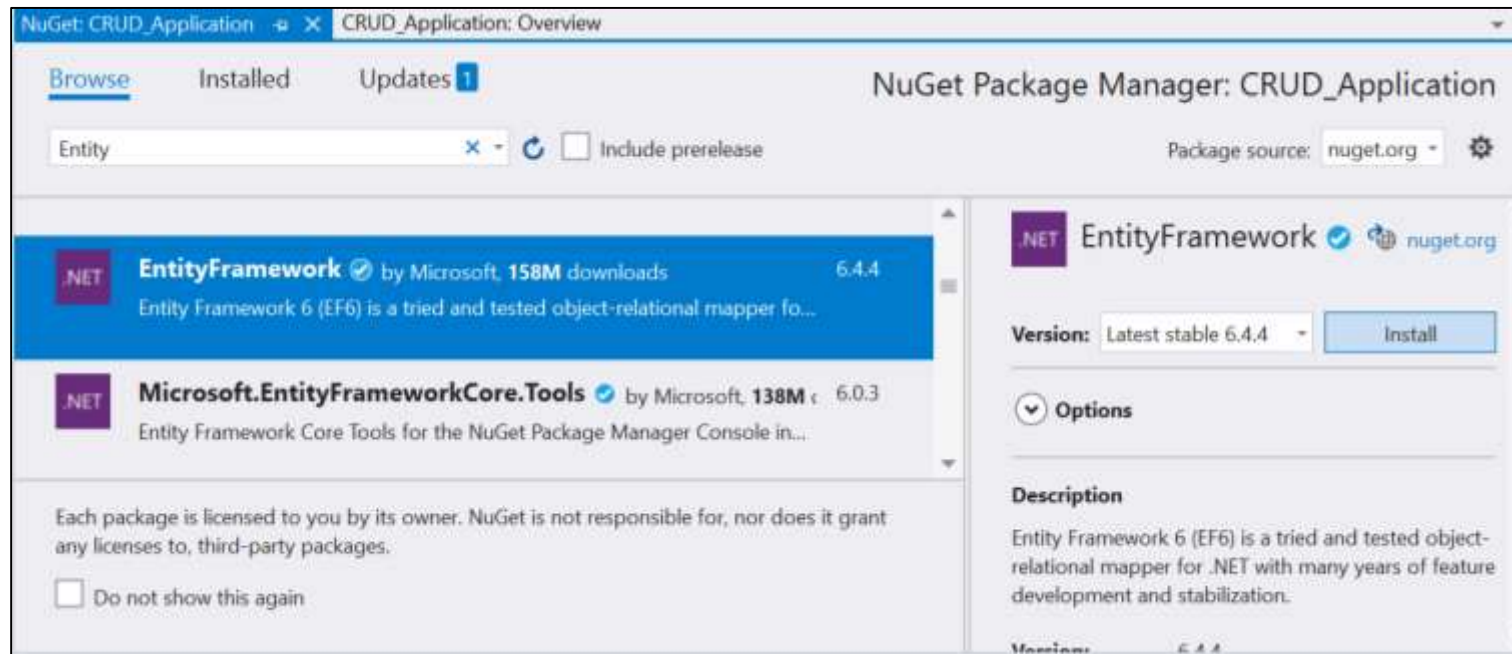 NuGet: CRUD_Application
CRUD_Application: Overview
Browse
Installed
Updates 1
NuGet Package Manager: CRUD_Application
Entity
Include prerelease
Package source: nuget.org
.NET
EntityFramework by Microsoft, 158M downloads
6.4.4
Entity Framework 6 (EF6) is a tried and tested object-relational mapper fo...
.NET
Microsoft.EntityFrameworkCore.Tools by Microsoft, 138M
6.0.3
Entity Framework Core Tools for the NuGet Package Manager Console in...
Each package is licensed to you by its owner. NuGet is not responsible for, nor does it grant
any licenses to, third-party packages.
Do not show this again
.NET
EntityFramework
nuget.org
Version: Latest stable 6.4.4
Install
Options
Description
Entity Framework 6 (EF6) is a tried and tested object-
relational mapper for .NET with many years of feature
development and stabilization.
Version: 6.4.4